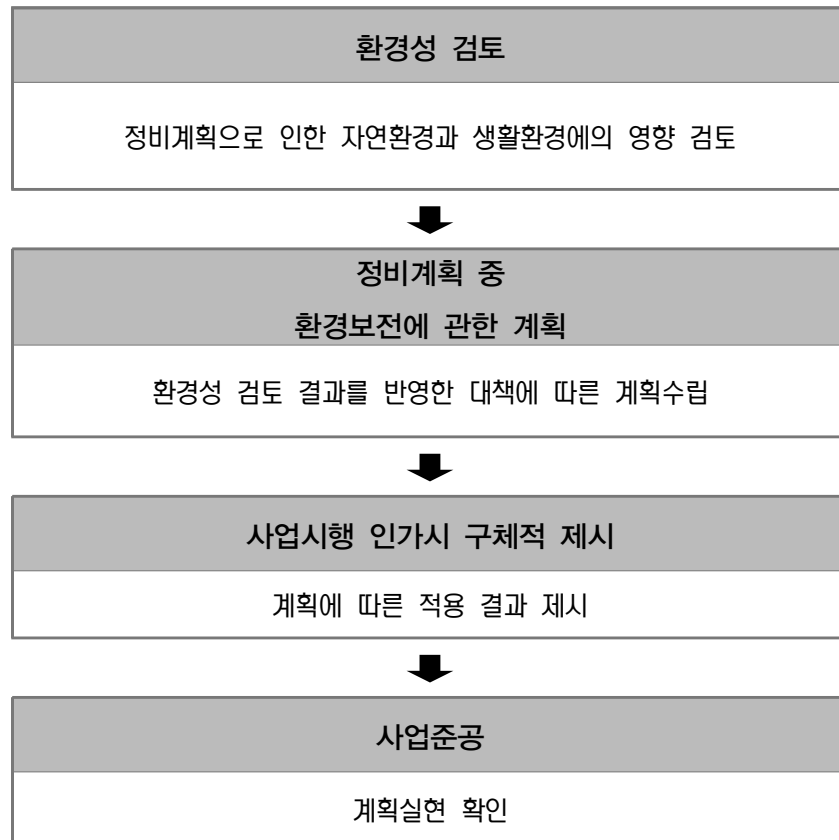 환경성 검토
정비계획으로 인한 자연환경과 생활환경에의 영향 검토
정비계획 중
환경보전에 관한 계획
환경성 검토 결과를 반영한 대책에 따른 계획수립
사업시행 인가시 구체적 제시
계획에 따른 적용 결과 제시
사업준공
계획실현 확인